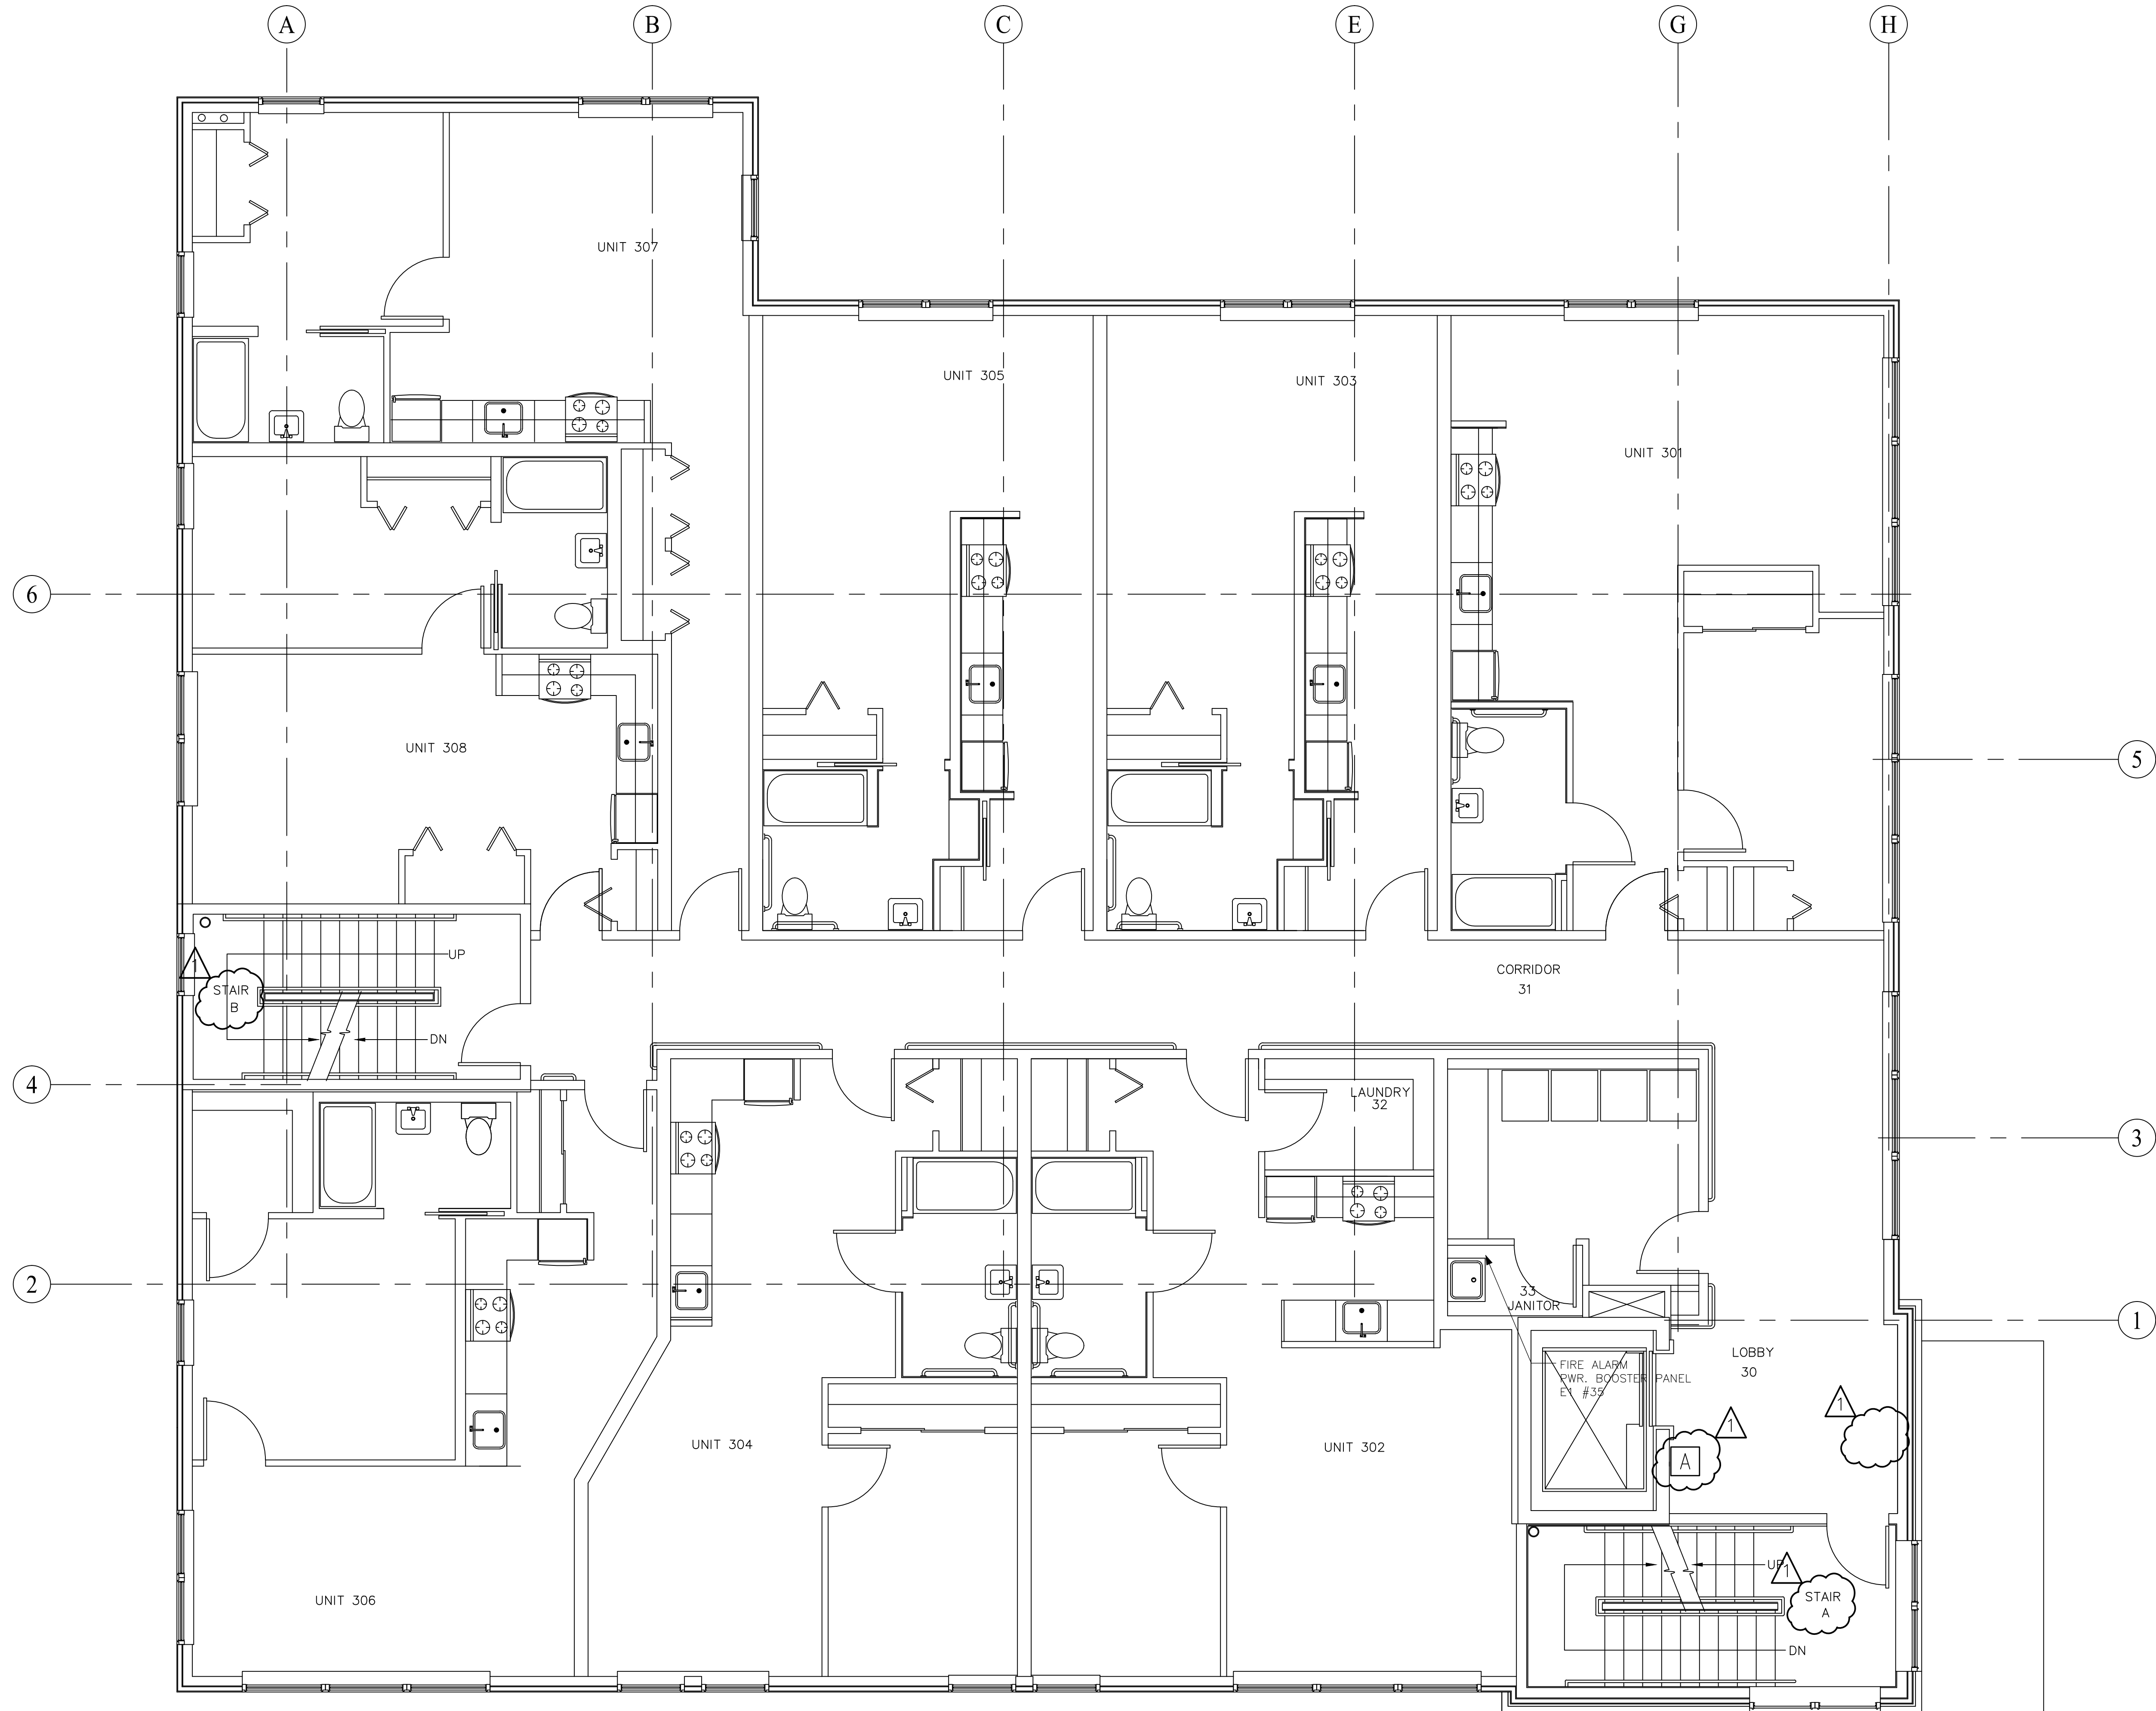 A
B
C
E
G
H
UNIT 307
UNIT 305
UNIT 303
UNIT 301
6
UNIT 308
5
UP
1
STAIR
B
DN
CORRIDOR
31
4
LAUNDRY
32
3
2
33
JANITOR
1
LOBBY
30
FIRE ALARM
PWR. BOOSTER PANEL
E1 #35
1
1
A
UNIT 304
UNIT 302
UP
1
STAIR
A
UNIT 306
DN